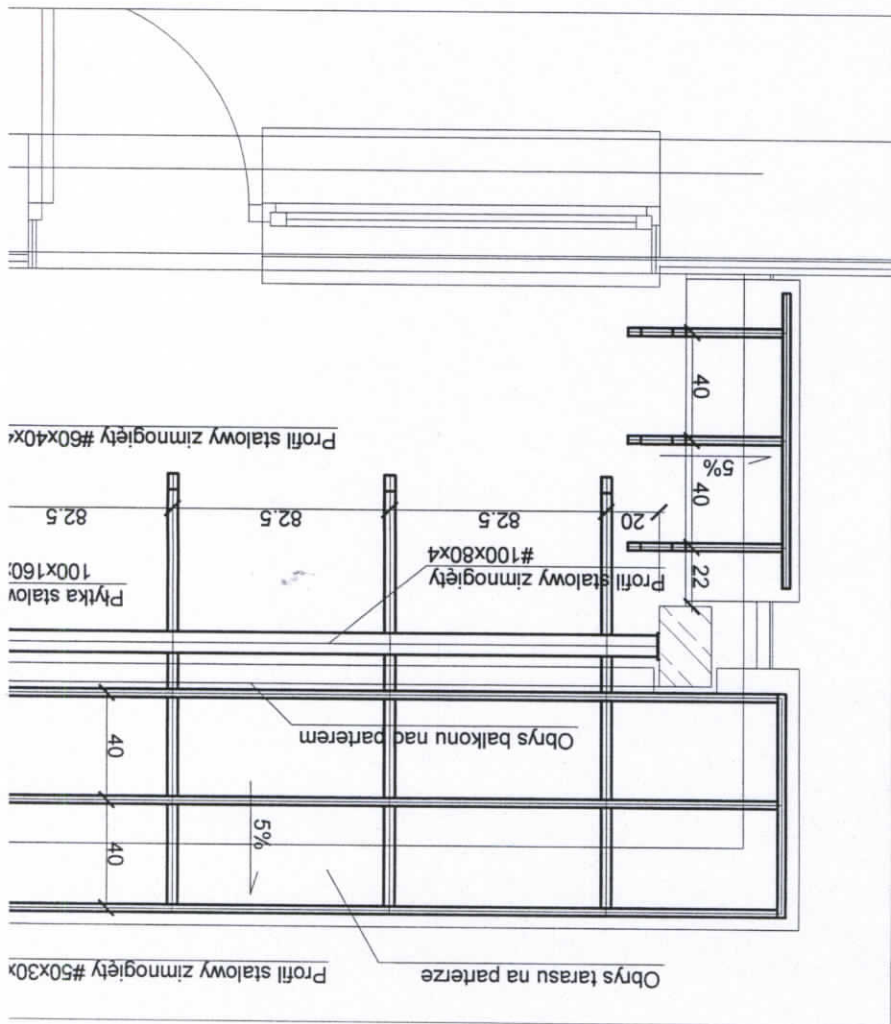 Obrys tarasu na parterze
Profil stalowy zimnogięty #50x30x
40
5%
Obrys balkonu nad parterem
40
22
Profil stalowy zimnogięty
#100x80x4
Płytka stalow
100x160
20
82.5
82.5
82.5
40
5%
Profil stalowy zimnogięty #60x40x
40